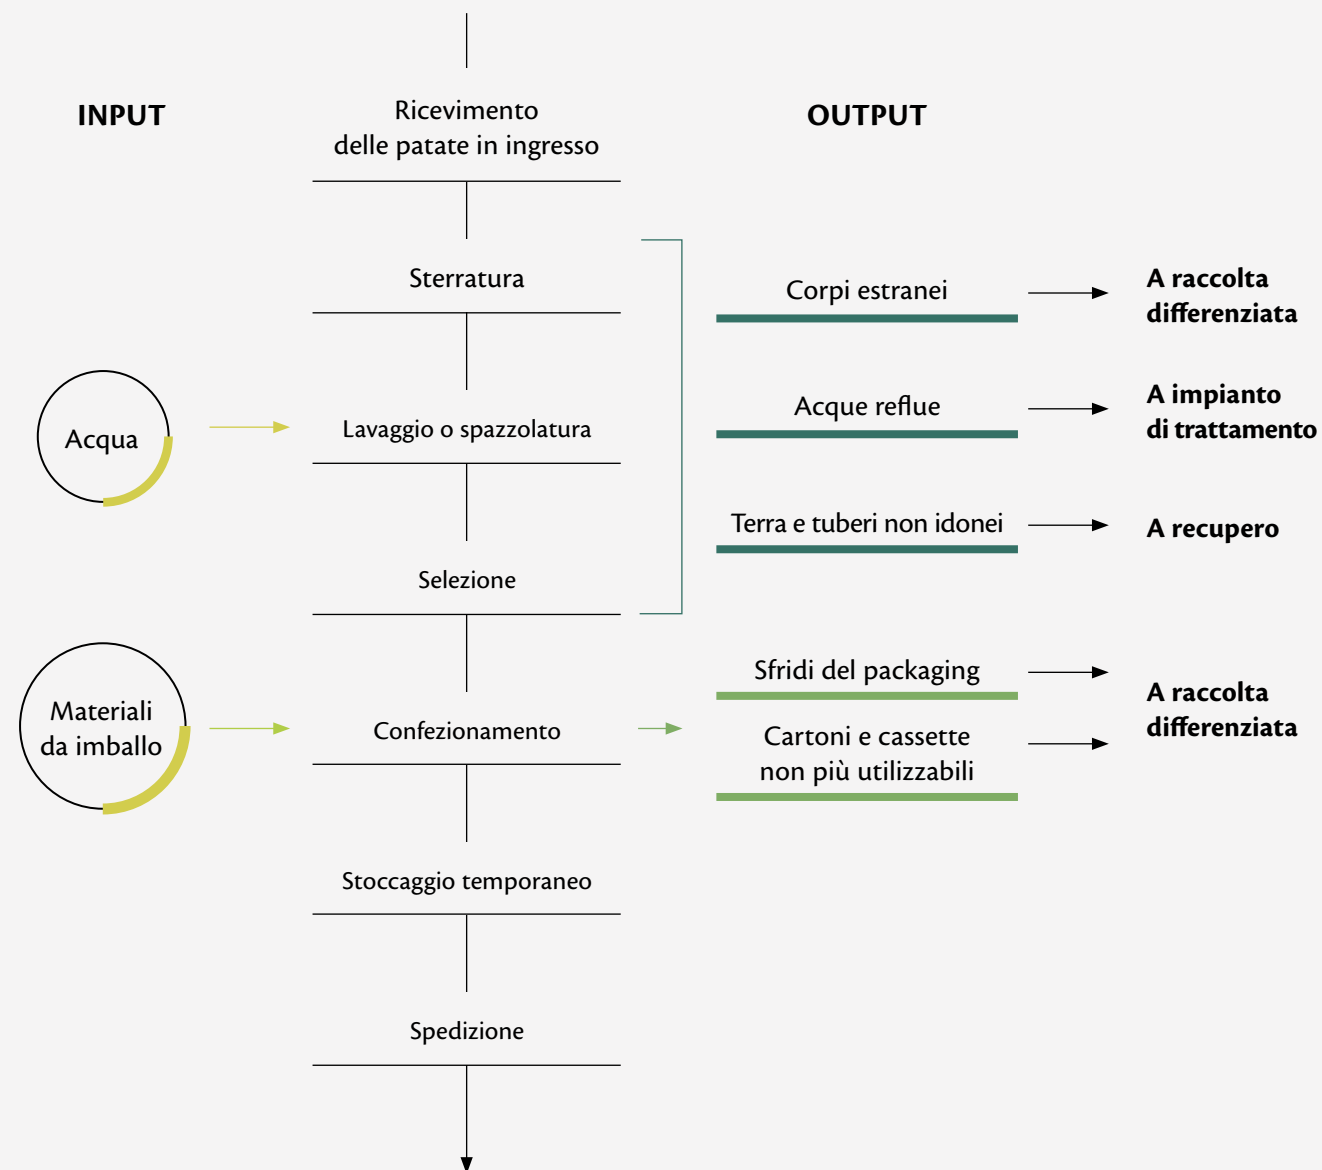 INPUT
Ricevimento
delle patate in ingresso
OUTPUT
Sterratura
Corpi estranei
A raccolta
differenziata
Acqua
Lavaggio o spazzolatura
Acque reflue
A impianto
di trattamento
Terra e tuberi non idonei
A recupero
Selezione
Materiali
da imballo
Confezionamento
Sfridi del packaging
Cartoni e cassette
non più utilizzabili
A raccolta
differenziata
Stoccaggio temporaneo
Spedizione